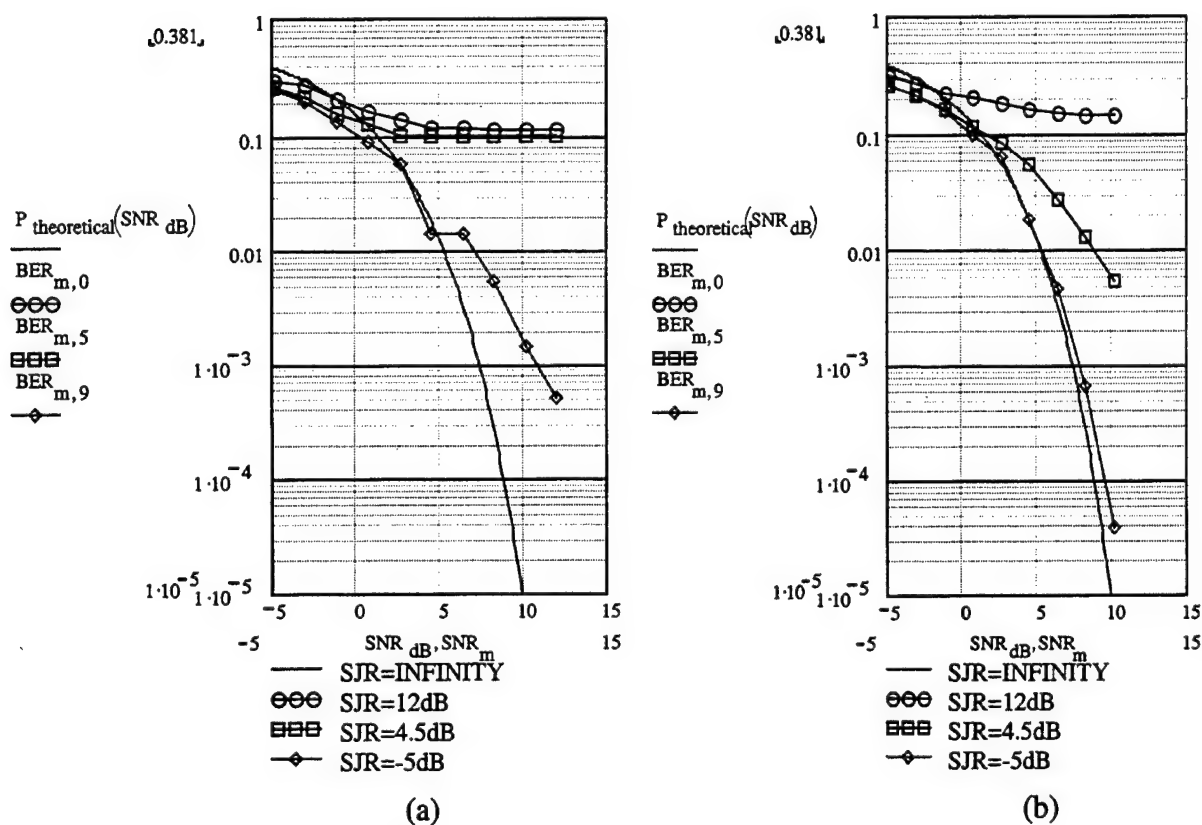 0.381
1
0.1
0.01
1·10⁻³
1·10⁻⁴
1·10⁻⁵ 1·10⁻⁵
P theoretical(SNR dB)
BER m,0
BER m,5
BER m,9
−5 0 5 10 15
−5 SNR dB, SNR m 15
SJR=INFINITY
SJR=12dB
SJR=4.5dB
SJR=-5dB
(a)
0.381
1
0.1
0.01
1·10⁻³
1·10⁻⁴
1·10⁻⁵ 1·10⁻⁵
P theoretical(SNR dB)
BER m,0
BER m,5
BER m,9
−5 0 5 10 15
−5 SNR dB, SNR m 15
SJR=INFINITY
SJR=12dB
SJR=4.5dB
SJR=-5dB
(b)